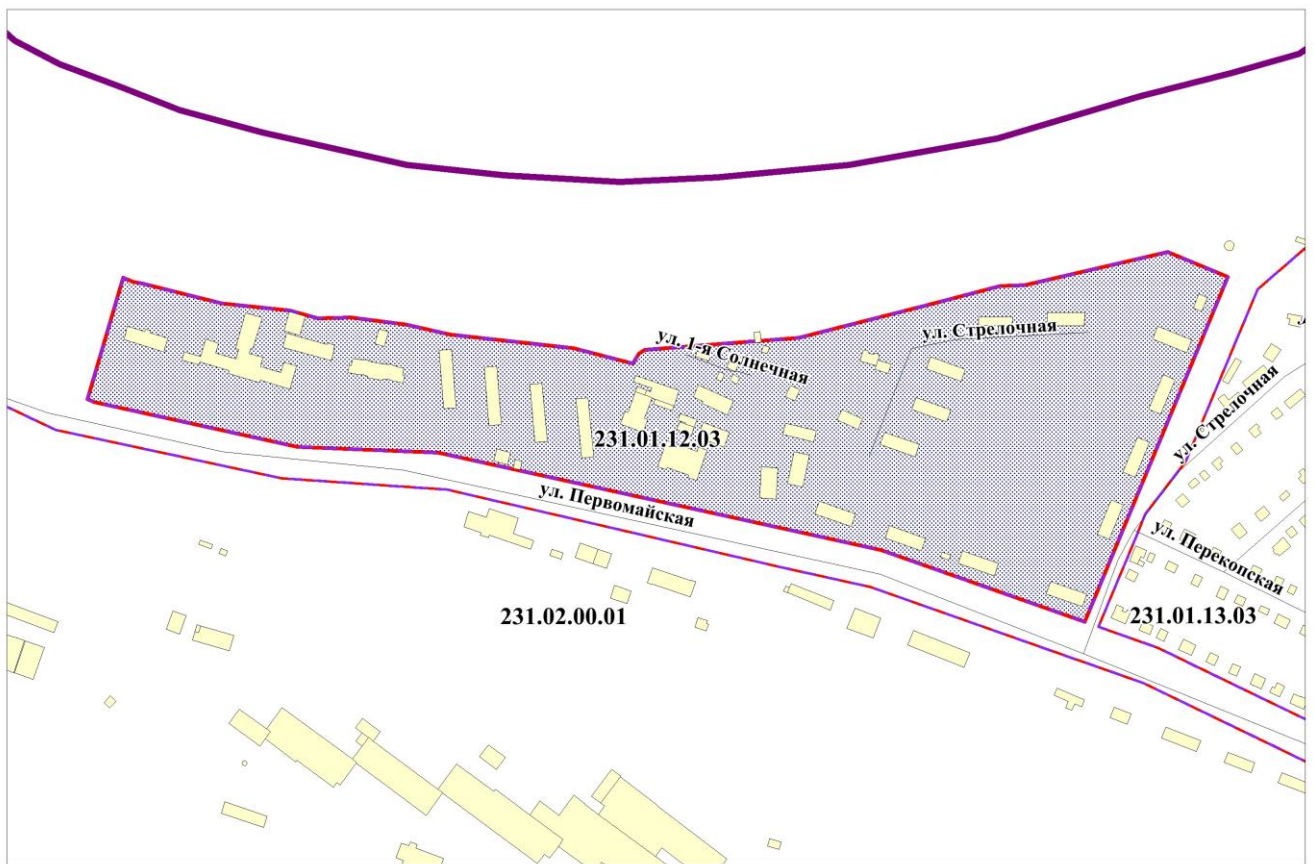 ул. 1-я Солнечная
ул. Стрелочная
ул. Стрелочная
231.01.12.03
ул. Первомайская
ул. Перекопская
231.02.00.01
231.01.13.03